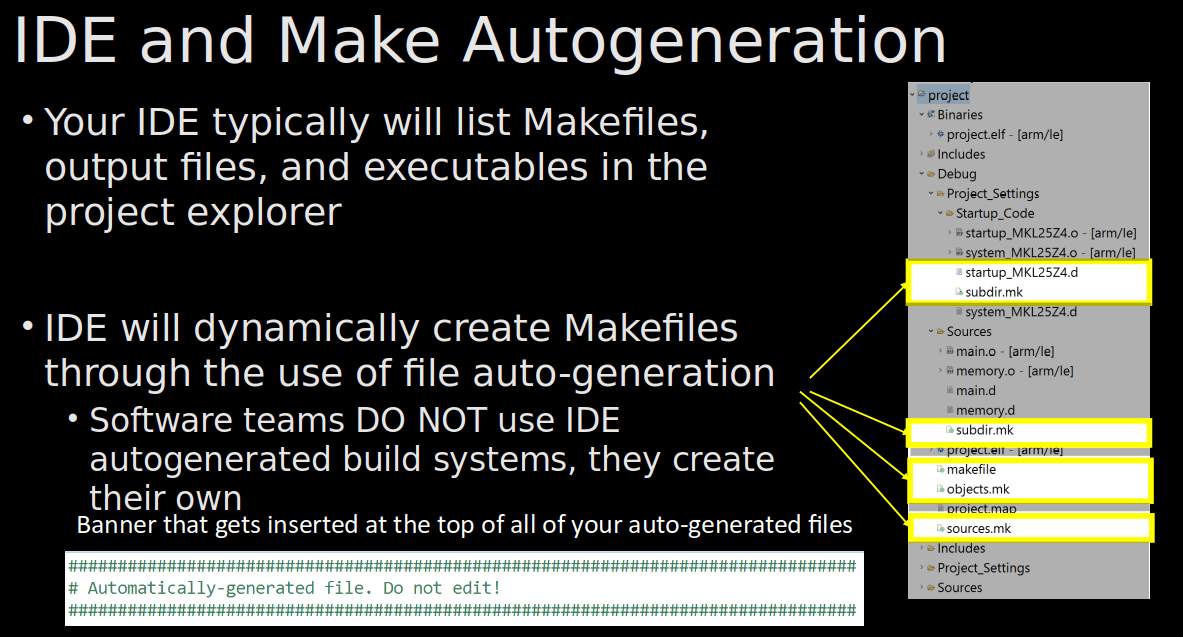 IDE and Make Autogeneration
• Your IDE typically will list Makefiles,
output files, and executables in the
project explorer
• IDE will dynamically create Makefiles
through the use of file auto-generation
• Software teams DO NOT use IDE
autogenerated build systems, they create
their own
Banner that gets inserted at the top of all of your auto-generated files
################################################################################
# Automatically-generated file. Do not edit!
################################################################################
project
Binaries
project.elf - [arm/le]
Includes
Debug
Project_Settings
Startup_Code
startup_MKL25Z4.o - [arm/le]
system_MKL25Z4.o - [arm/le]
startup_MKL25Z4.d
subdir.mk
system_MKL25Z4.d
Sources
main.o - [arm/le]
memory.o - [arm/le]
main.d
memory.d
subdir.mk
project.elf - [arm/le]
makefile
objects.mk
project.map
sources.mk
Includes
Project_Settings
Sources